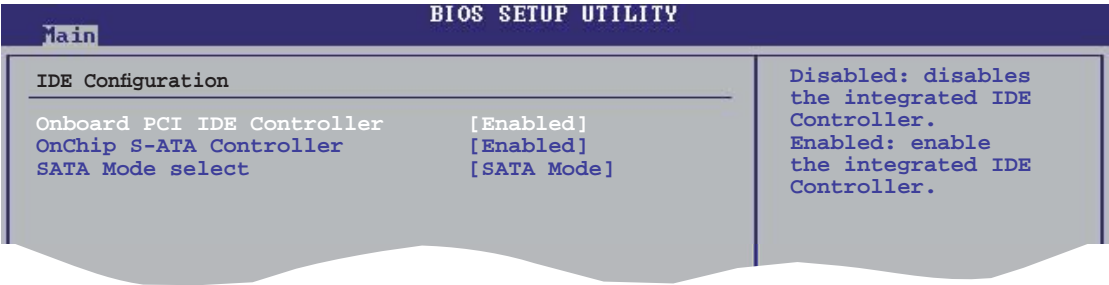 BIOS SETUP UTILITY
Main
IDE Configuration
Onboard PCI IDE Controller [Enabled]
OnChip S-ATA Controller [Enabled]
SATA Mode select [SATA Mode]
Disabled: disables
the integrated IDE
Controller.
Enabled: enable
the integrated IDE
Controller.